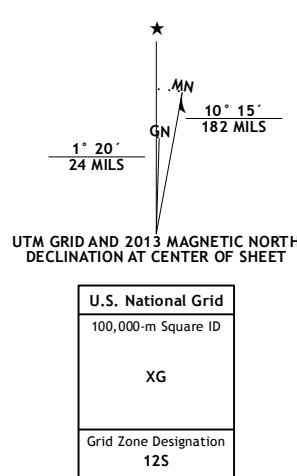 ★
MN
GN
10° 15´
182 MILS
1° 20´
24 MILS
UTM GRID AND 2013 MAGNETIC NORTH
DECLINATION AT CENTER OF SHEET
U.S. National Grid
100,000-m Square ID
XG
Grid Zone Designation
12S